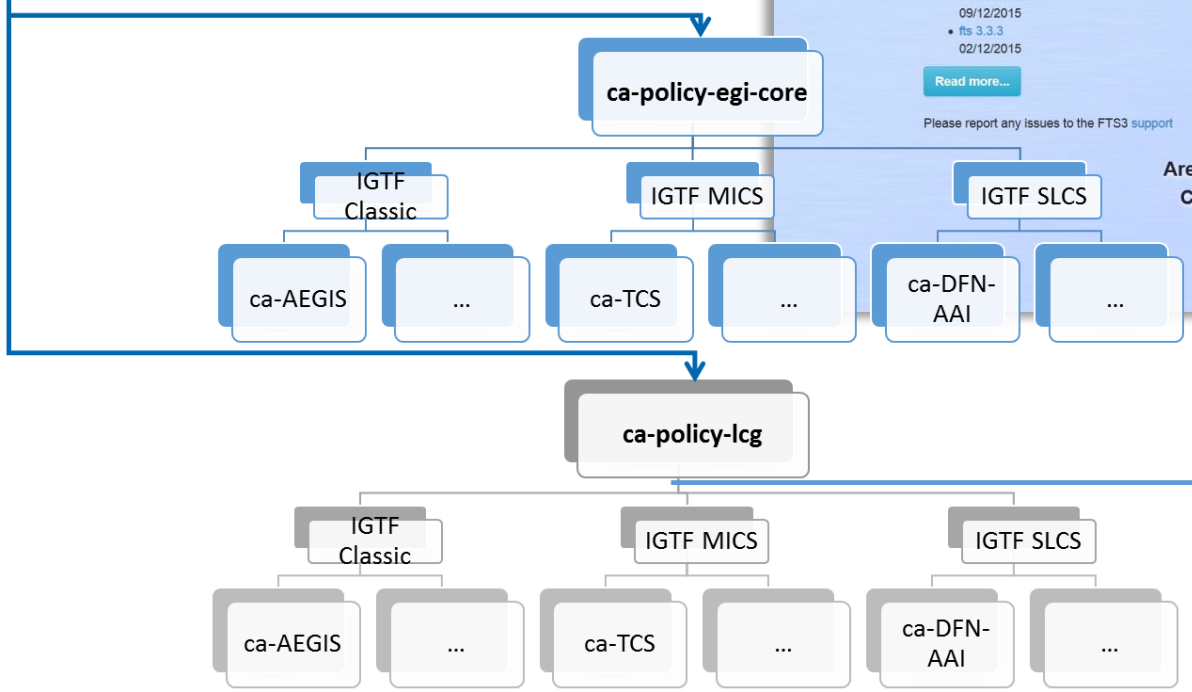 09/12/2015
• fts 3.3.3
02/12/2015
Read more...
Please report any issues to the FTS3 support
Are
C
ca-policy-egi-core
IGTF
Classic
IGTF MICS
IGTF SLCS
ca-AEGIS
...
ca-TCS
...
ca-DFN-
AAI
...
ca-policy-lcg
IGTF
Classic
IGTF MICS
IGTF SLCS
ca-AEGIS
...
ca-TCS
...
ca-DFN-
AAI
...